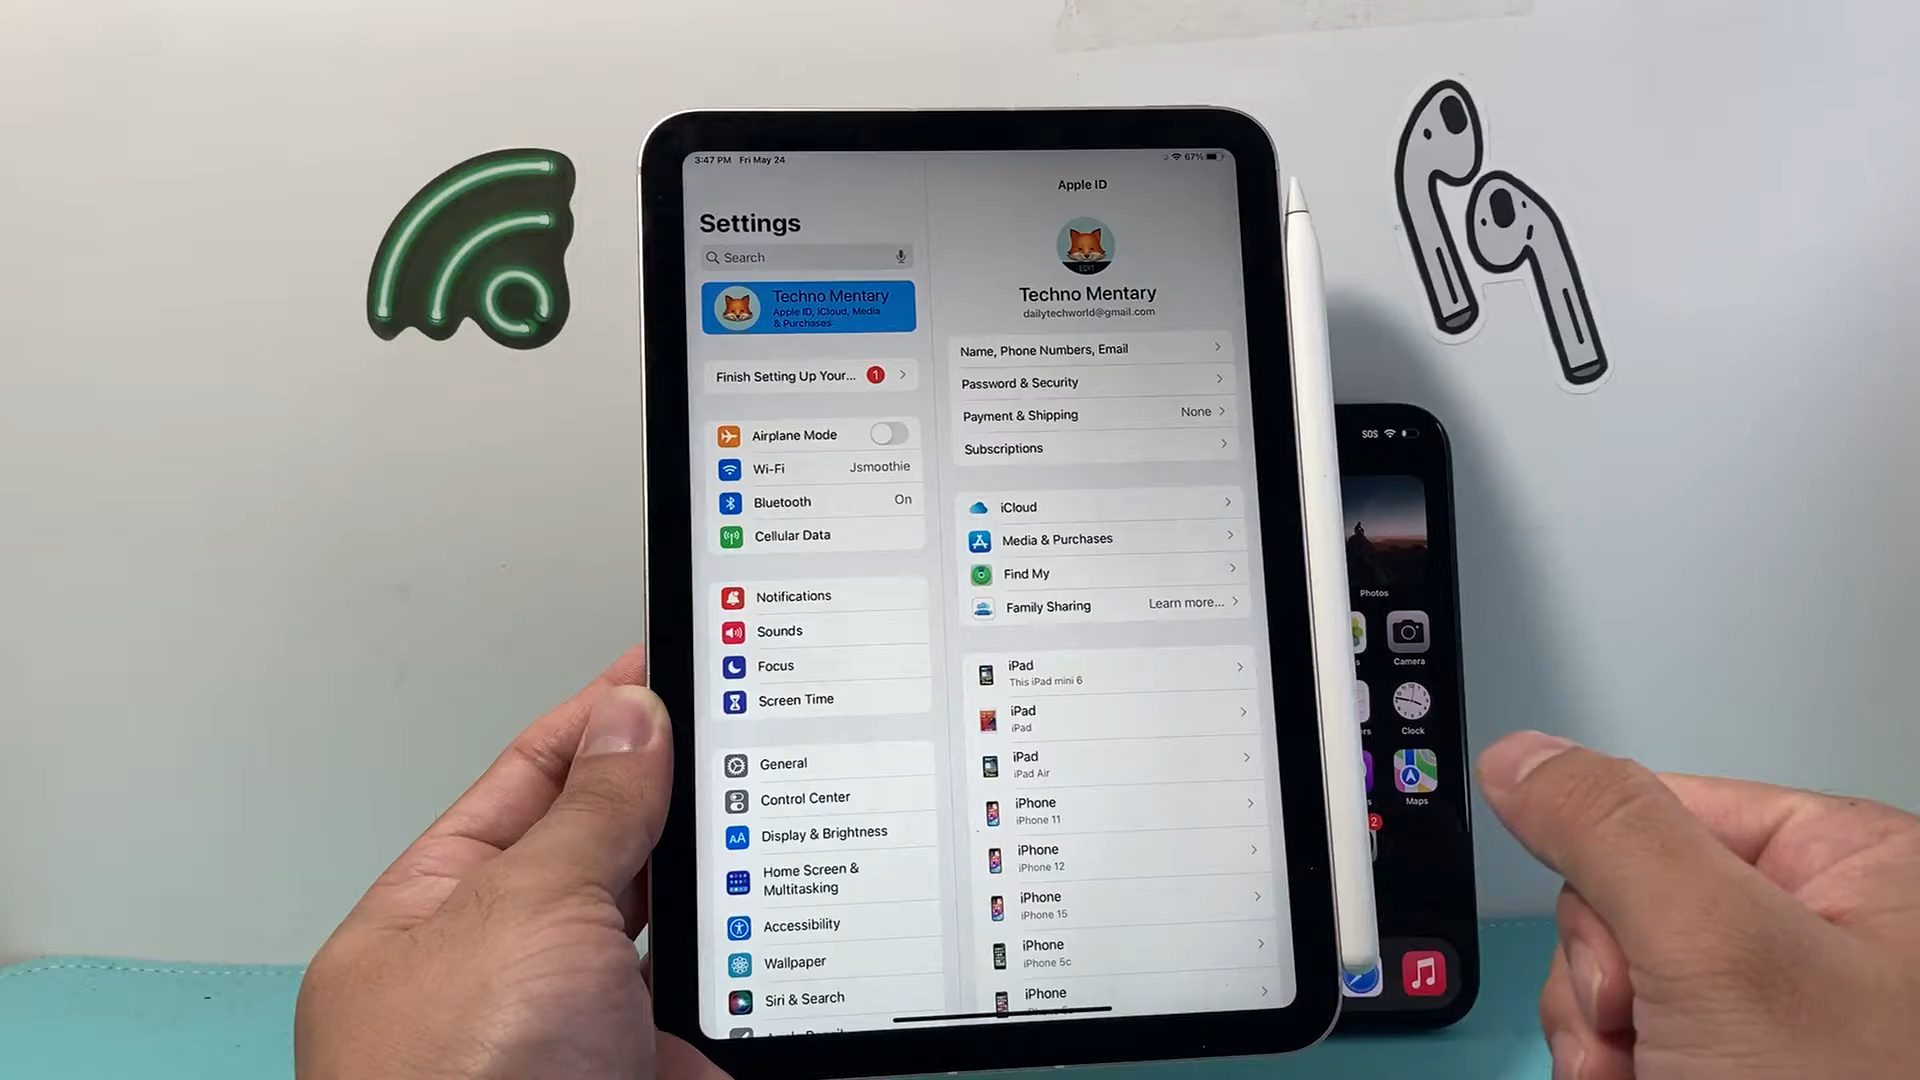 3:47 PM Fri May 24
67%
Settings
Search
Techno Mentary
Apple ID, iCloud, Media
& Purchases
Finish Setting Up Your... 1
Airplane Mode
Wi-Fi Jsmoothie
Bluetooth On
Cellular Data
Notifications
Sounds
Focus
Screen Time
General
Control Center
AA Display & Brightness
Home Screen &
Multitasking
Accessibility
Wallpaper
Siri & Search
Apple ID
EDIT
Techno Mentary
dailytechworld@gmail.com
Name, Phone Numbers, Email
Password & Security
Payment & Shipping None
Subscriptions
iCloud
Media & Purchases
Find My
Family Sharing Learn more...
iPad
This iPad mini 6
iPad
iPad
iPad
iPad Air
iPhone
iPhone 11
iPhone
iPhone 12
iPhone
iPhone 15
iPhone
iPhone 5c
iPhone
SOS
Photos
Camera
Clock
Maps
2